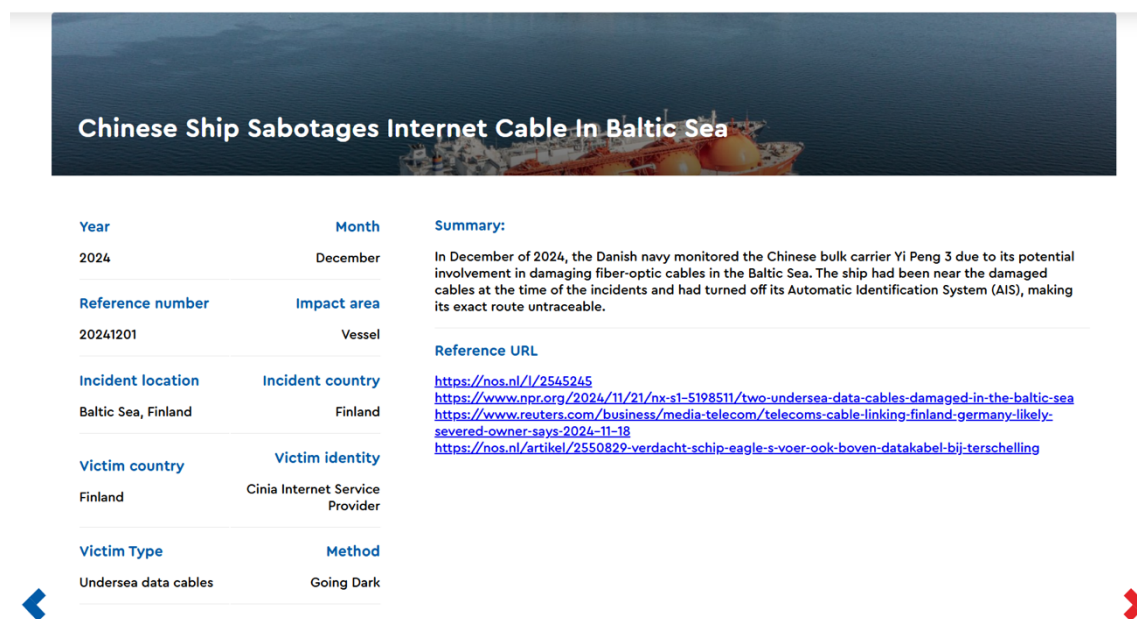 Chinese Ship Sabotages Internet Cable In Baltic Sea
Year Month
2024 December
Reference number Impact area
20241201 Vessel
Incident location Incident country
Baltic Sea, Finland Finland
Victim country Victim identity
Finland Cinia Internet Service
Provider
Victim Type Method
Undersea data cables Going Dark
Summary:
In December of 2024, the Danish navy monitored the Chinese bulk carrier Yi Peng 3 due to its potential
involvement in damaging fiber-optic cables in the Baltic Sea. The ship had been near the damaged
cables at the time of the incidents and had turned off its Automatic Identification System (AIS), making
its exact route untraceable.
Reference URL
https://nos.nl/l/2545245
https://www.npr.org/2024/11/21/nx-s1-5198511/two-undersea-data-cables-damaged-in-the-baltic-sea
https://www.reuters.com/business/media-telecom/telecoms-cable-linking-finland-germany-likely-
severed-owner-says-2024-11-18
https://nos.nl/artikel/2550829-verdacht-schip-eagle-s-voer-ook-boven-datakabel-bij-terschelling